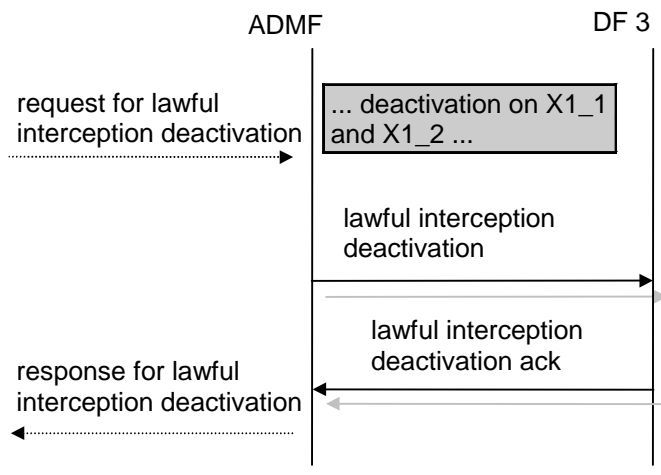 ADMF
DF 3
request for lawful
interception deactivation
... deactivation on X1_1
and X1_2 ...
lawful interception
deactivation
lawful interception
deactivation ack
response for lawful
interception deactivation